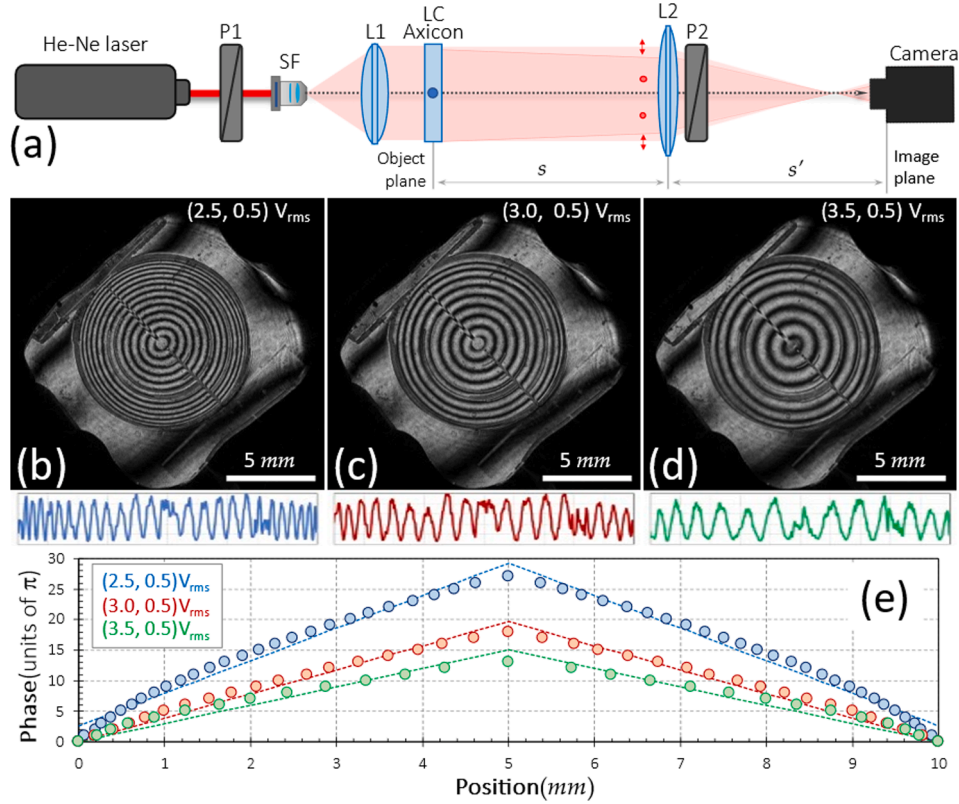 He-Ne laser
P1
SF
L1
LC
Axicon
L2
P2
Camera
(a)
Object
plane
s
s′
Image
plane
(2.5, 0.5) Vrms
(3.0, 0.5) Vrms
(3.5, 0.5) Vrms
(b)
5 mm
(c)
5 mm
(d)
5 mm
30
25
20
15
10
5
0
Phase(units of π)
(2.5, 0.5)Vrms
(3.0, 0.5)Vrms
(3.5, 0.5)Vrms
(e)
0 1 2 3 4 5 6 7 8 9 10
Position(mm)